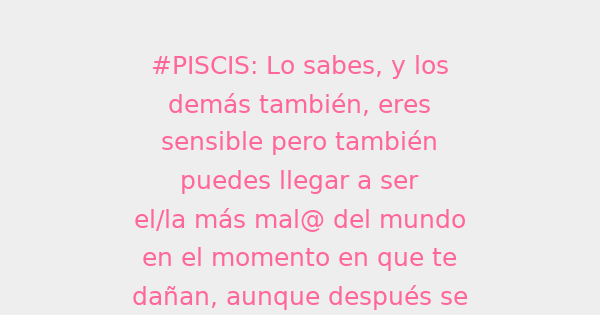 #PISCIS: Lo sabes, y los
demás también, eres
sensible pero también
puedes llegar a ser
el/la más mal@ del mundo
en el momento en que te
dañan, aunque después se